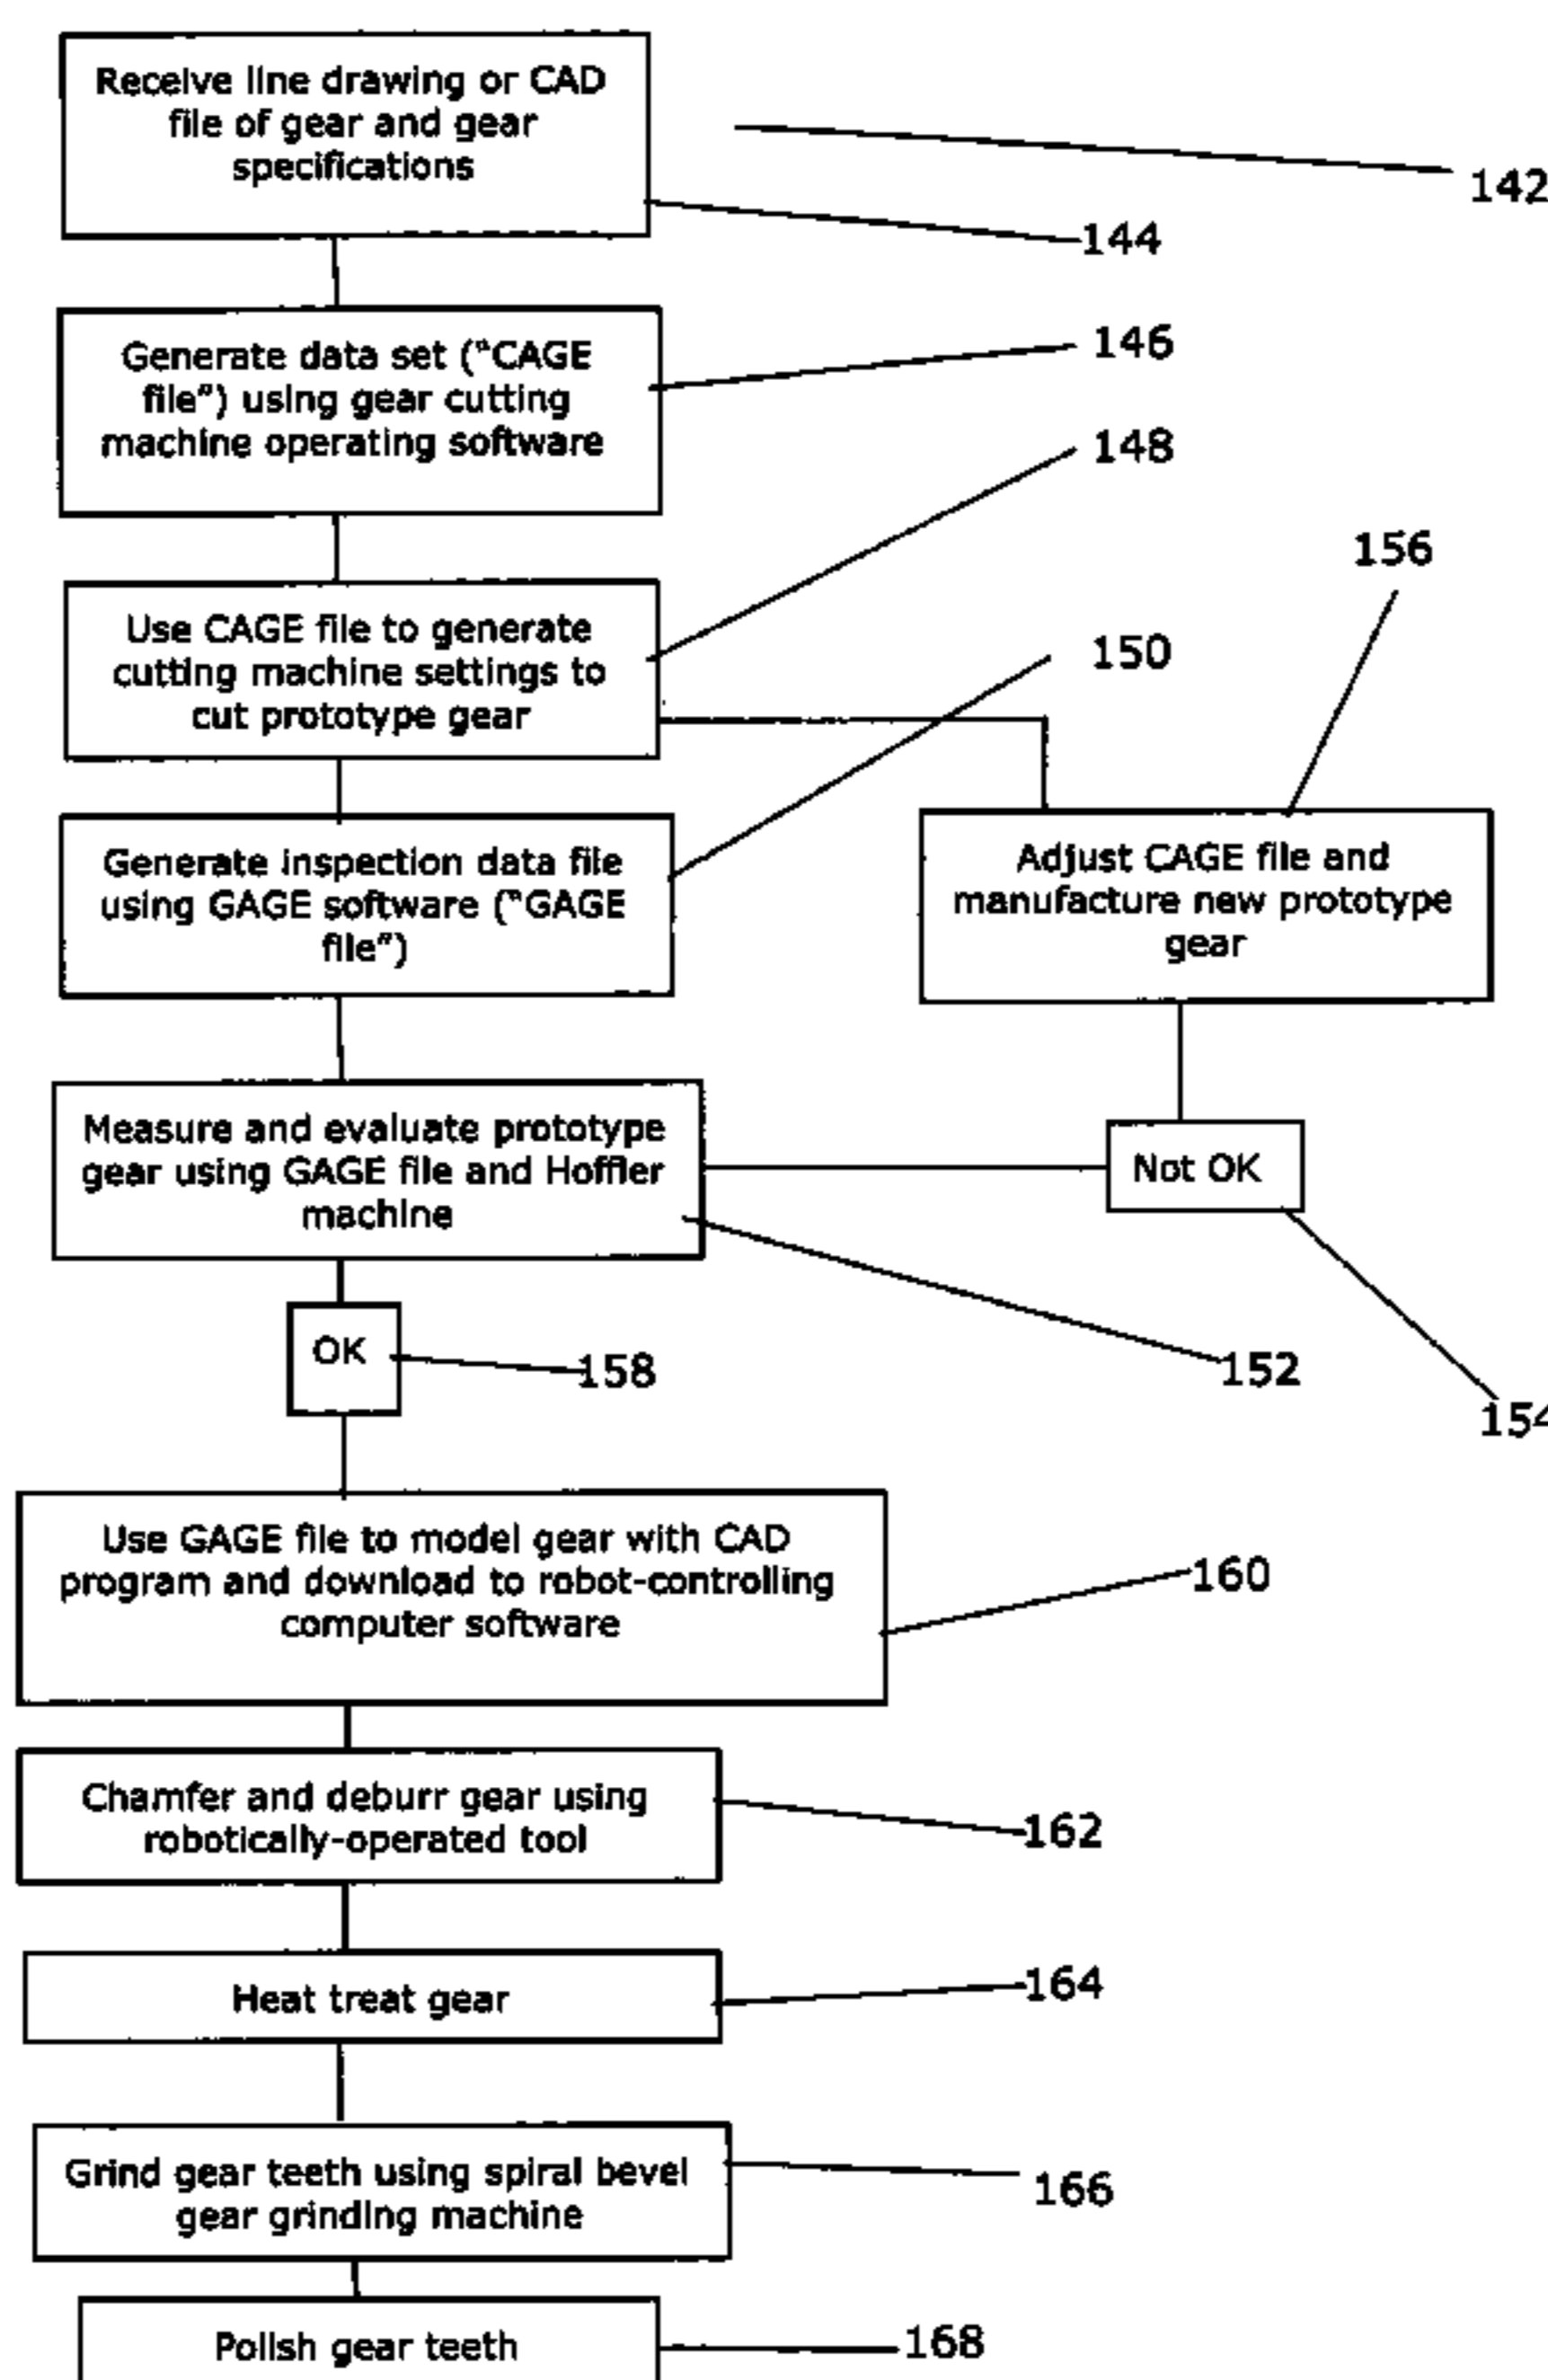 Receive line drawing or CAD
file of gear and gear
specifications
142
144
Generate data set ("CAGE
file") using gear cutting
machine operating software
146
148
156
Use CAGE file to generate
cutting machine settings to
cut prototype gear
150
Generate inspection data file
using GAGE software ("GAGE
file")
Adjust CAGE file and
manufacture new prototype
gear
Measure and evaluate prototype
gear using GAGE file and Hoffler
machine
Not OK
OK
158
152
154
Use GAGE file to model gear with CAD
program and download to robot-controlling
computer software
160
Chamfer and deburr gear using
robotically-operated tool
162
Heat treat gear
164
Grind gear teeth using spiral bevel
gear grinding machine
166
Polish gear teeth
168